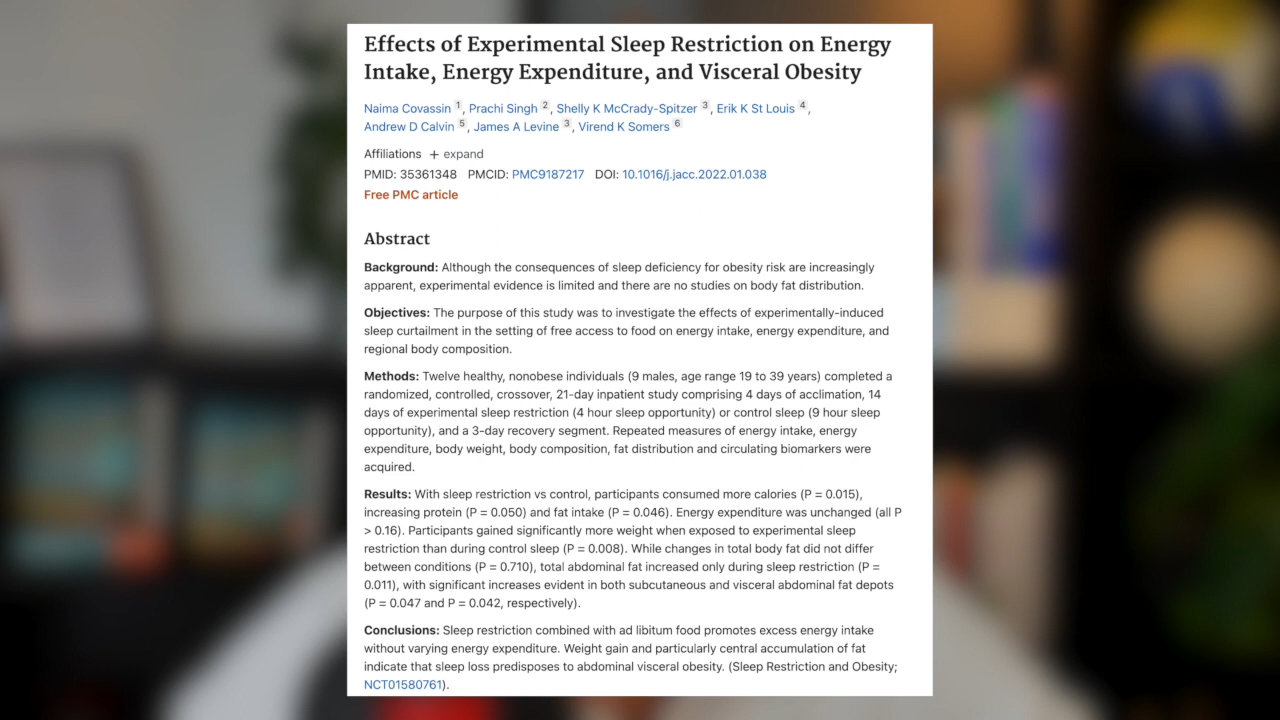 Effects of Experimental Sleep Restriction on Energy
Intake, Energy Expenditure, and Visceral Obesity
Naima Covassin 1, Prachi Singh 2, Shelly K McCrady-Spitzer 3, Erik K St Louis 4,
Andrew D Calvin 5, James A Levine 3, Virend K Somers 6
Affiliations + expand
PMID: 35361348 PMCID: PMC9187217 DOI: 10.1016/j.jacc.2022.01.038
Free PMC article
Abstract
Background: Although the consequences of sleep deficiency for obesity risk are increasingly
apparent, experimental evidence is limited and there are no studies on body fat distribution.
Objectives: The purpose of this study was to investigate the effects of experimentally-induced
sleep curtailment in the setting of free access to food on energy intake, energy expenditure, and
regional body composition.
Methods: Twelve healthy, nonobese individuals (9 males, age range 19 to 39 years) completed a
randomized, controlled, crossover, 21-day inpatient study comprising 4 days of acclimation, 14
days of experimental sleep restriction (4 hour sleep opportunity) or control sleep (9 hour sleep
opportunity), and a 3-day recovery segment. Repeated measures of energy intake, energy
expenditure, body weight, body composition, fat distribution and circulating biomarkers were
acquired.
Results: With sleep restriction vs control, participants consumed more calories (P = 0.015),
increasing protein (P = 0.050) and fat intake (P = 0.046). Energy expenditure was unchanged (all P
> 0.16). Participants gained significantly more weight when exposed to experimental sleep
restriction than during control sleep (P = 0.008). While changes in total body fat did not differ
between conditions (P = 0.710), total abdominal fat increased only during sleep restriction (P =
0.011), with significant increases evident in both subcutaneous and visceral abdominal fat depots
(P = 0.047 and P = 0.042, respectively).
Conclusions: Sleep restriction combined with ad libitum food promotes excess energy intake
without varying energy expenditure. Weight gain and particularly central accumulation of fat
indicate that sleep loss predisposes to abdominal visceral obesity. (Sleep Restriction and Obesity;
NCT01580761).